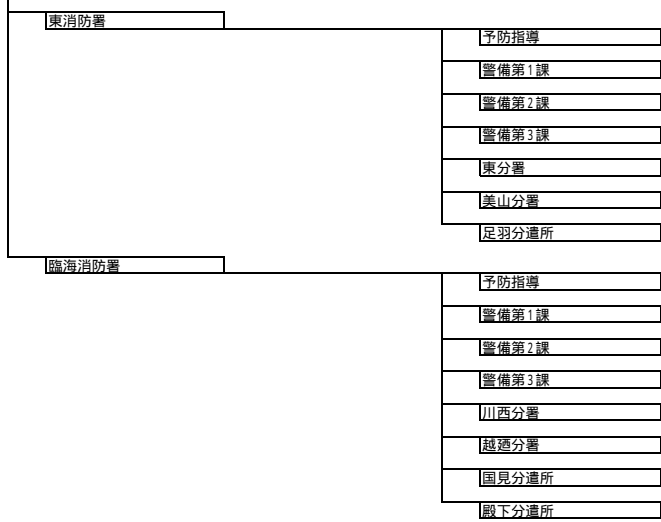 東消防署
予防指導
警備第1課
警備第2課
警備第3課
東分署
美山分署
足羽分遣所
臨海消防署
予防指導
警備第1課
警備第2課
警備第3課
川西分署
越廼分署
国見分遣所
殿下分遣所